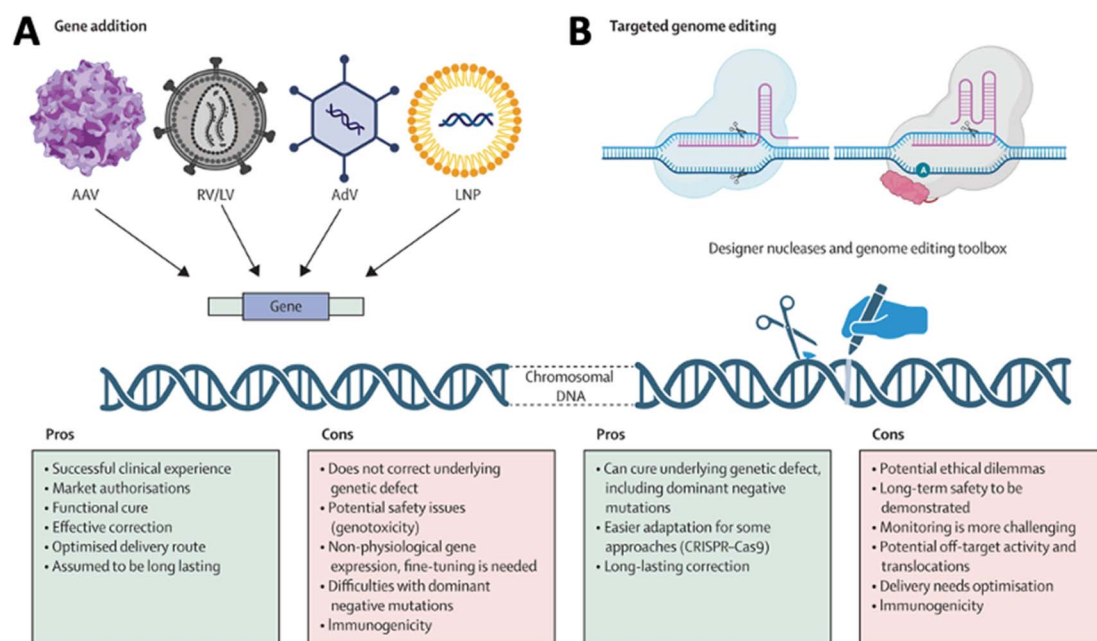 A Gene addition
B Targeted genome editing
AAV
RV/LV
AdV
LNP
A
Designer nucleases and genome editing toolbox
Gene
Chromosomal
DNA
Pros
• Successful clinical experience
• Market authorisations
• Functional cure
• Effective correction
• Optimised delivery route
• Assumed to be long lasting
Cons
• Does not correct underlying
genetic defect
• Potential safety issues
(genotoxicity)
• Non-physiological gene
expression, fine-tuning is needed
• Difficulties with dominant
negative mutations
• Immunogenicity
Pros
• Can cure underlying genetic defect,
including dominant negative
mutations
• Easier adaptation for some
approaches (CRISPR–Cas9)
• Long-lasting correction
Cons
• Potential ethical dilemmas
• Long-term safety to be
demonstrated
• Monitoring is more challenging
• Potential off-target activity and
translocations
• Delivery needs optimisation
• Immunogenicity